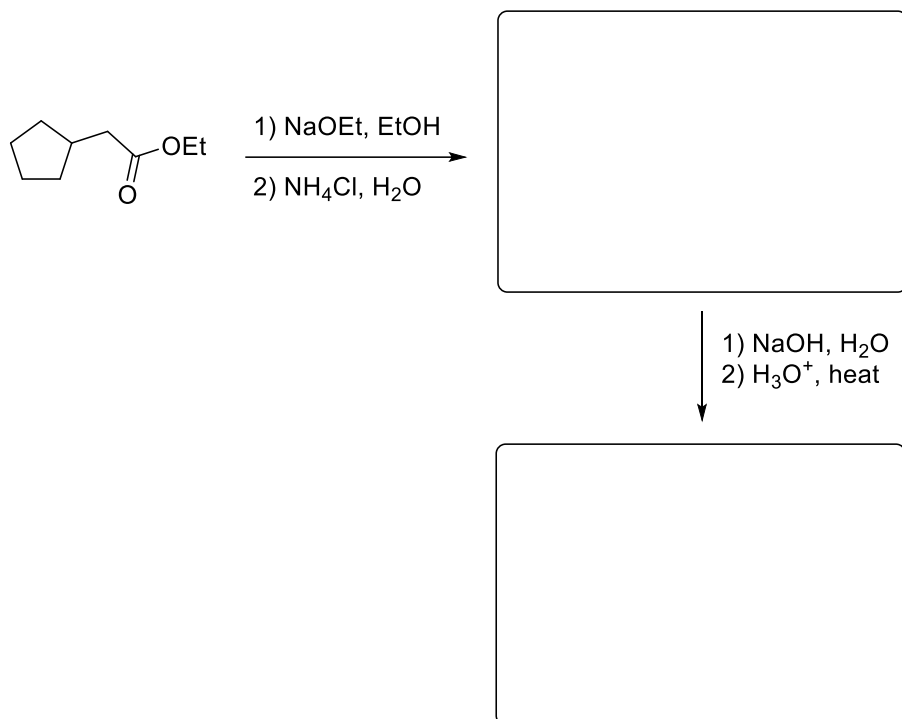 OEt
O
1) NaOEt, EtOH
2) NH₄Cl, H₂O
1) NaOH, H₂O
2) H₃O⁺, heat